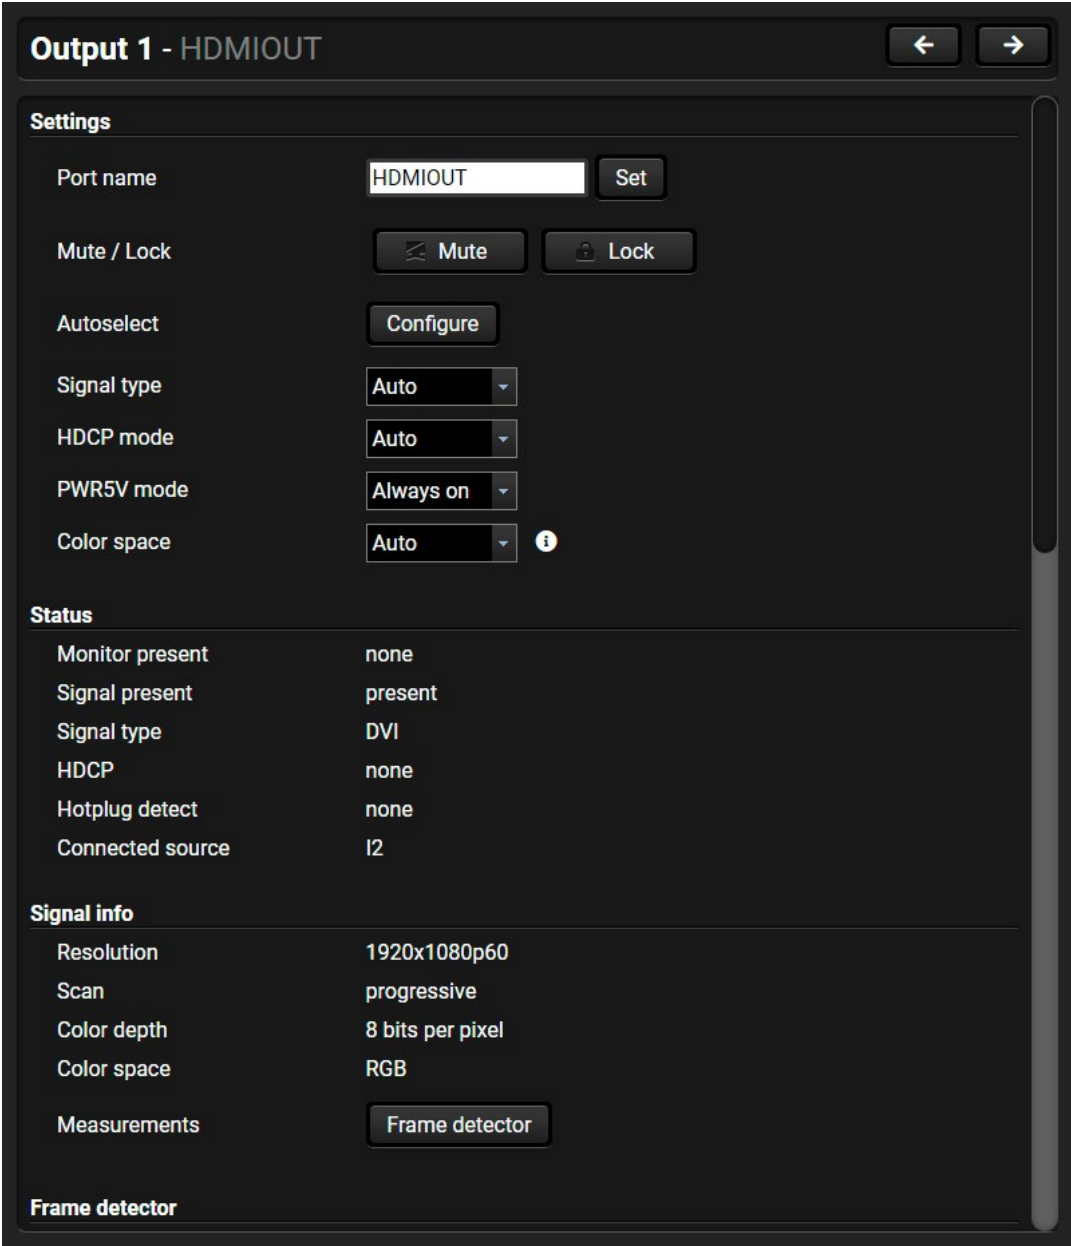 Output 1 - HDMIOUT
Settings
Port name HDMIOUT Set
Mute / Lock Mute Lock
Autoselect Configure
Signal type Auto
HDCP mode Auto
PWR5V mode Always on
Color space Auto
Status
Monitor present none
Signal present present
Signal type DVI
HDCP none
Hotplug detect none
Connected source I2
Signal info
Resolution 1920x1080p60
Scan progressive
Color depth 8 bits per pixel
Color space RGB
Measurements Frame detector
Frame detector